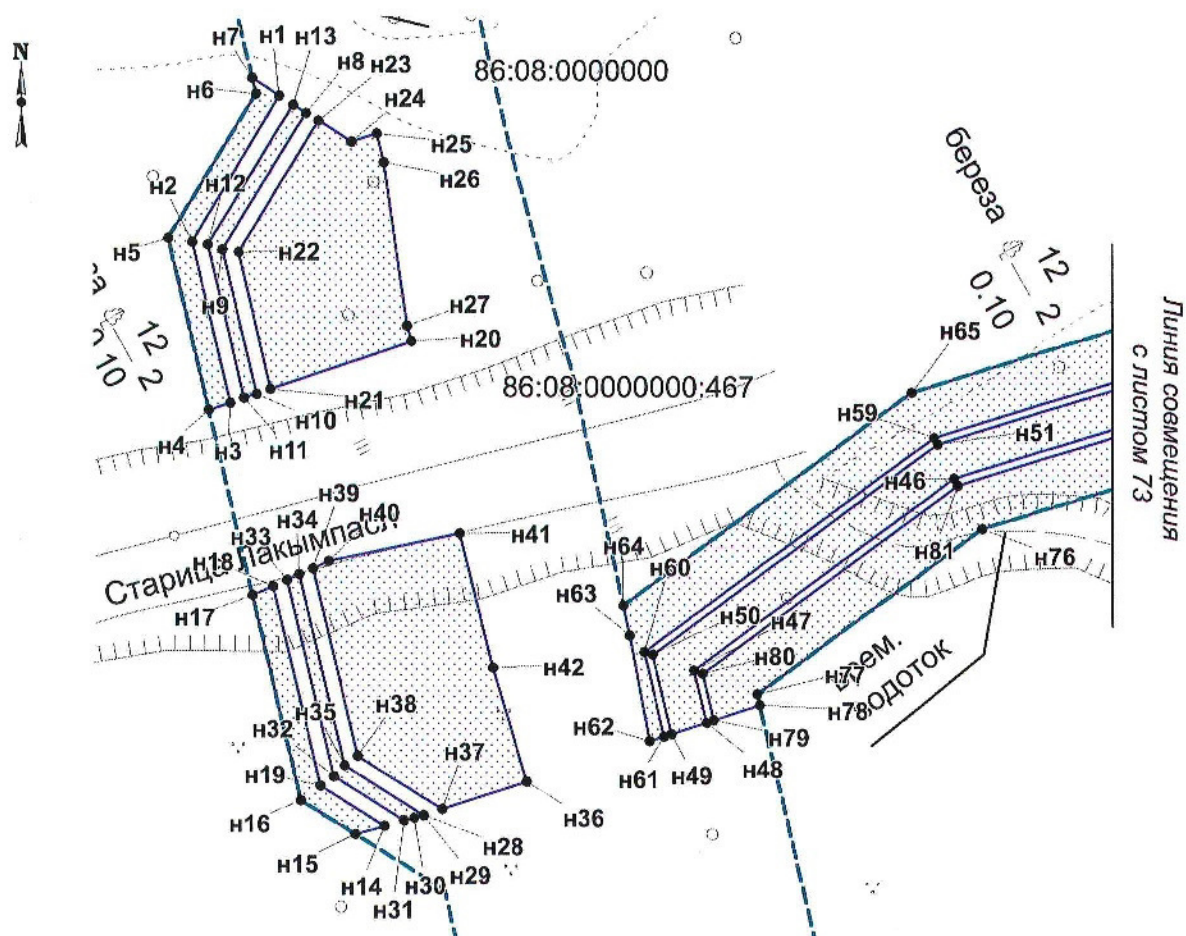 N
н7
н1
н13
н8
н23
86:08:0000000
н6
н24
н25
н26
береза
12
2
0.10
н2
н12
н5
н22
н9
12
2
0.10
н27
н20
н65
Линия совмещения
с листом 73
86:08:0000000:467
н21
н10
н4
н3
н11
н59
н51
н46
н39
н40
н34
н33
н41
н18
Старица
н17
н64
н60
н63
н81
н76
н50
н47
н80
н42
н77
н78
водоток
н38
н35
н32
н62
н79
н61
н49
н48
н37
н19
н16
н36
н28
н15
н29
н14
н30
н31